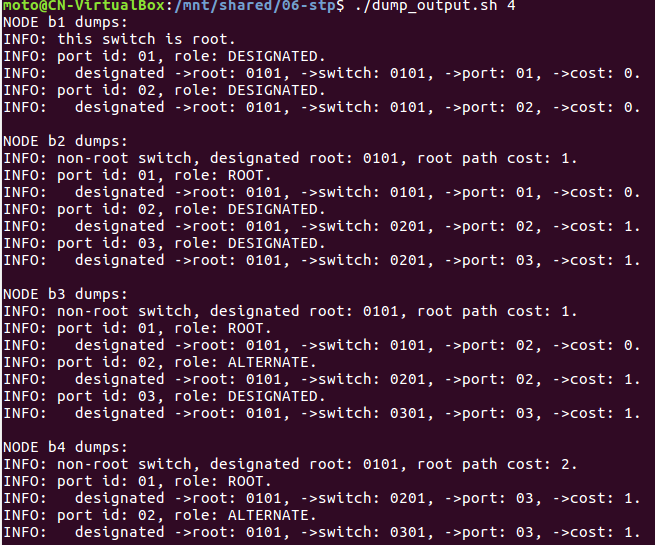 moto@CN-VirtualBox:/mnt/shared/06-stp$ ./dump_output.sh 4
NODE b1 dumps:
INFO: this switch is root.
INFO: port id: 01, role: DESIGNATED.
INFO:   designated ->root: 0101, ->switch: 0101, ->port: 01, ->cost: 0.
INFO: port id: 02, role: DESIGNATED.
INFO:   designated ->root: 0101, ->switch: 0101, ->port: 02, ->cost: 0.

NODE b2 dumps:
INFO: non-root switch, designated root: 0101, root path cost: 1.
INFO: port id: 01, role: ROOT.
INFO:   designated ->root: 0101, ->switch: 0101, ->port: 01, ->cost: 0.
INFO: port id: 02, role: DESIGNATED.
INFO:   designated ->root: 0101, ->switch: 0201, ->port: 02, ->cost: 1.
INFO: port id: 03, role: DESIGNATED.
INFO:   designated ->root: 0101, ->switch: 0201, ->port: 03, ->cost: 1.

NODE b3 dumps:
INFO: non-root switch, designated root: 0101, root path cost: 1.
INFO: port id: 01, role: ROOT.
INFO:   designated ->root: 0101, ->switch: 0101, ->port: 02, ->cost: 0.
INFO: port id: 02, role: ALTERNATE.
INFO:   designated ->root: 0101, ->switch: 0201, ->port: 02, ->cost: 1.
INFO: port id: 03, role: DESIGNATED.
INFO:   designated ->root: 0101, ->switch: 0301, ->port: 03, ->cost: 1.

NODE b4 dumps:
INFO: non-root switch, designated root: 0101, root path cost: 2.
INFO: port id: 01, role: ROOT.
INFO:   designated ->root: 0101, ->switch: 0201, ->port: 03, ->cost: 1.
INFO: port id: 02, role: ALTERNATE.
INFO:   designated ->root: 0101, ->switch: 0301, ->port: 03, ->cost: 1.